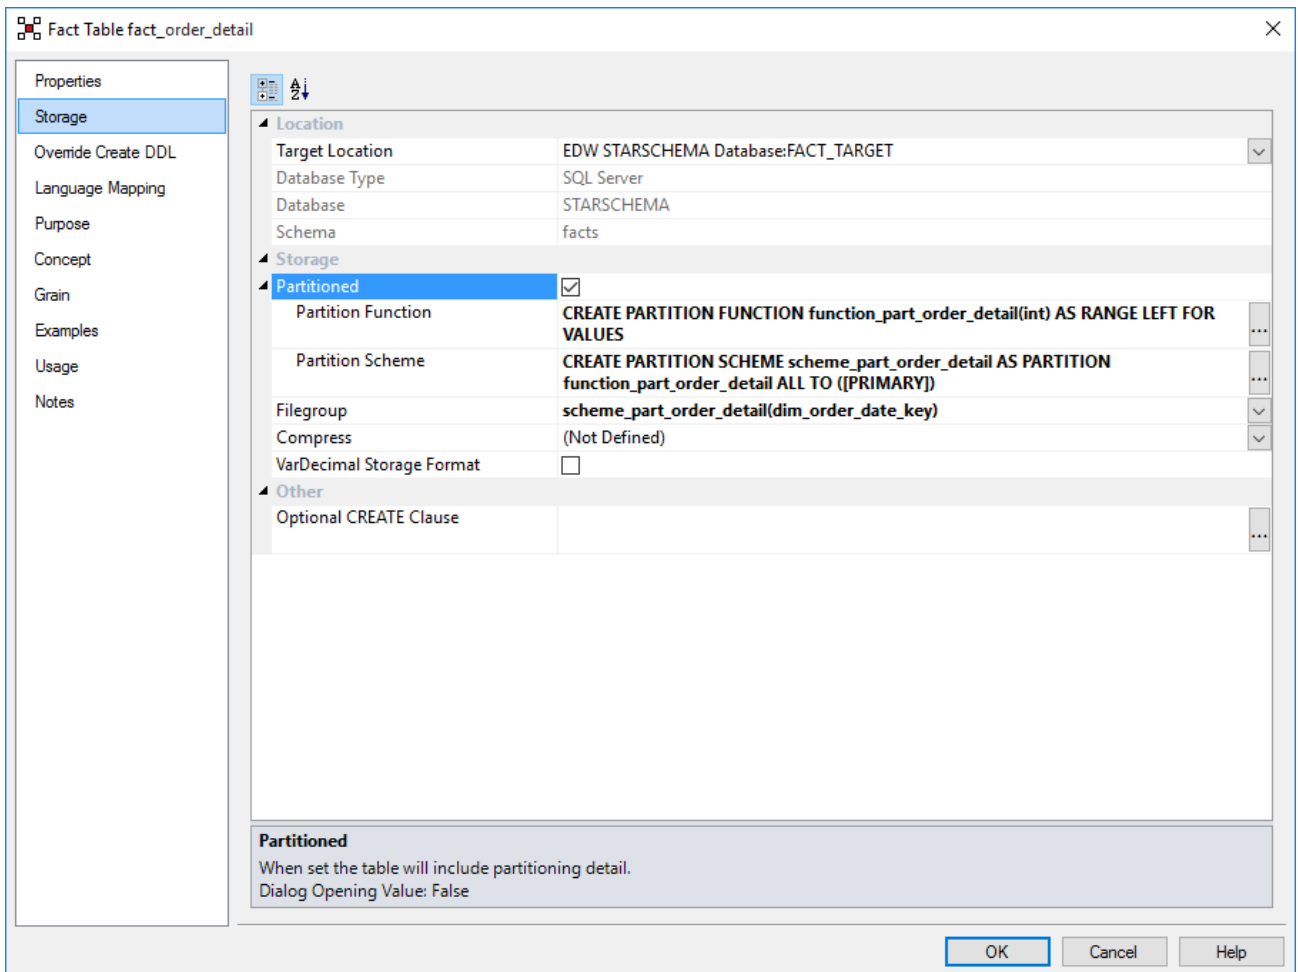 Fact Table fact_order_detail
Properties
Storage
Override Create DDL
Language Mapping
Purpose
Concept
Grain
Examples
Usage
Notes
Location
Target Location EDW STARSCHEMA Database:FACT_TARGET
Database Type SQL Server
Database STARSCHEMA
Schema facts
Storage
Partitioned
Partition Function CREATE PARTITION FUNCTION function_part_order_detail(int) AS RANGE LEFT FOR
VALUES
Partition Scheme CREATE PARTITION SCHEME scheme_part_order_detail AS PARTITION
function_part_order_detail ALL TO ([PRIMARY])
Filegroup scheme_part_order_detail(dim_order_date_key)
Compress (Not Defined)
VarDecimal Storage Format
Other
Optional CREATE Clause
Partitioned
When set the table will include partitioning detail.
Dialog Opening Value: False
OK Cancel Help